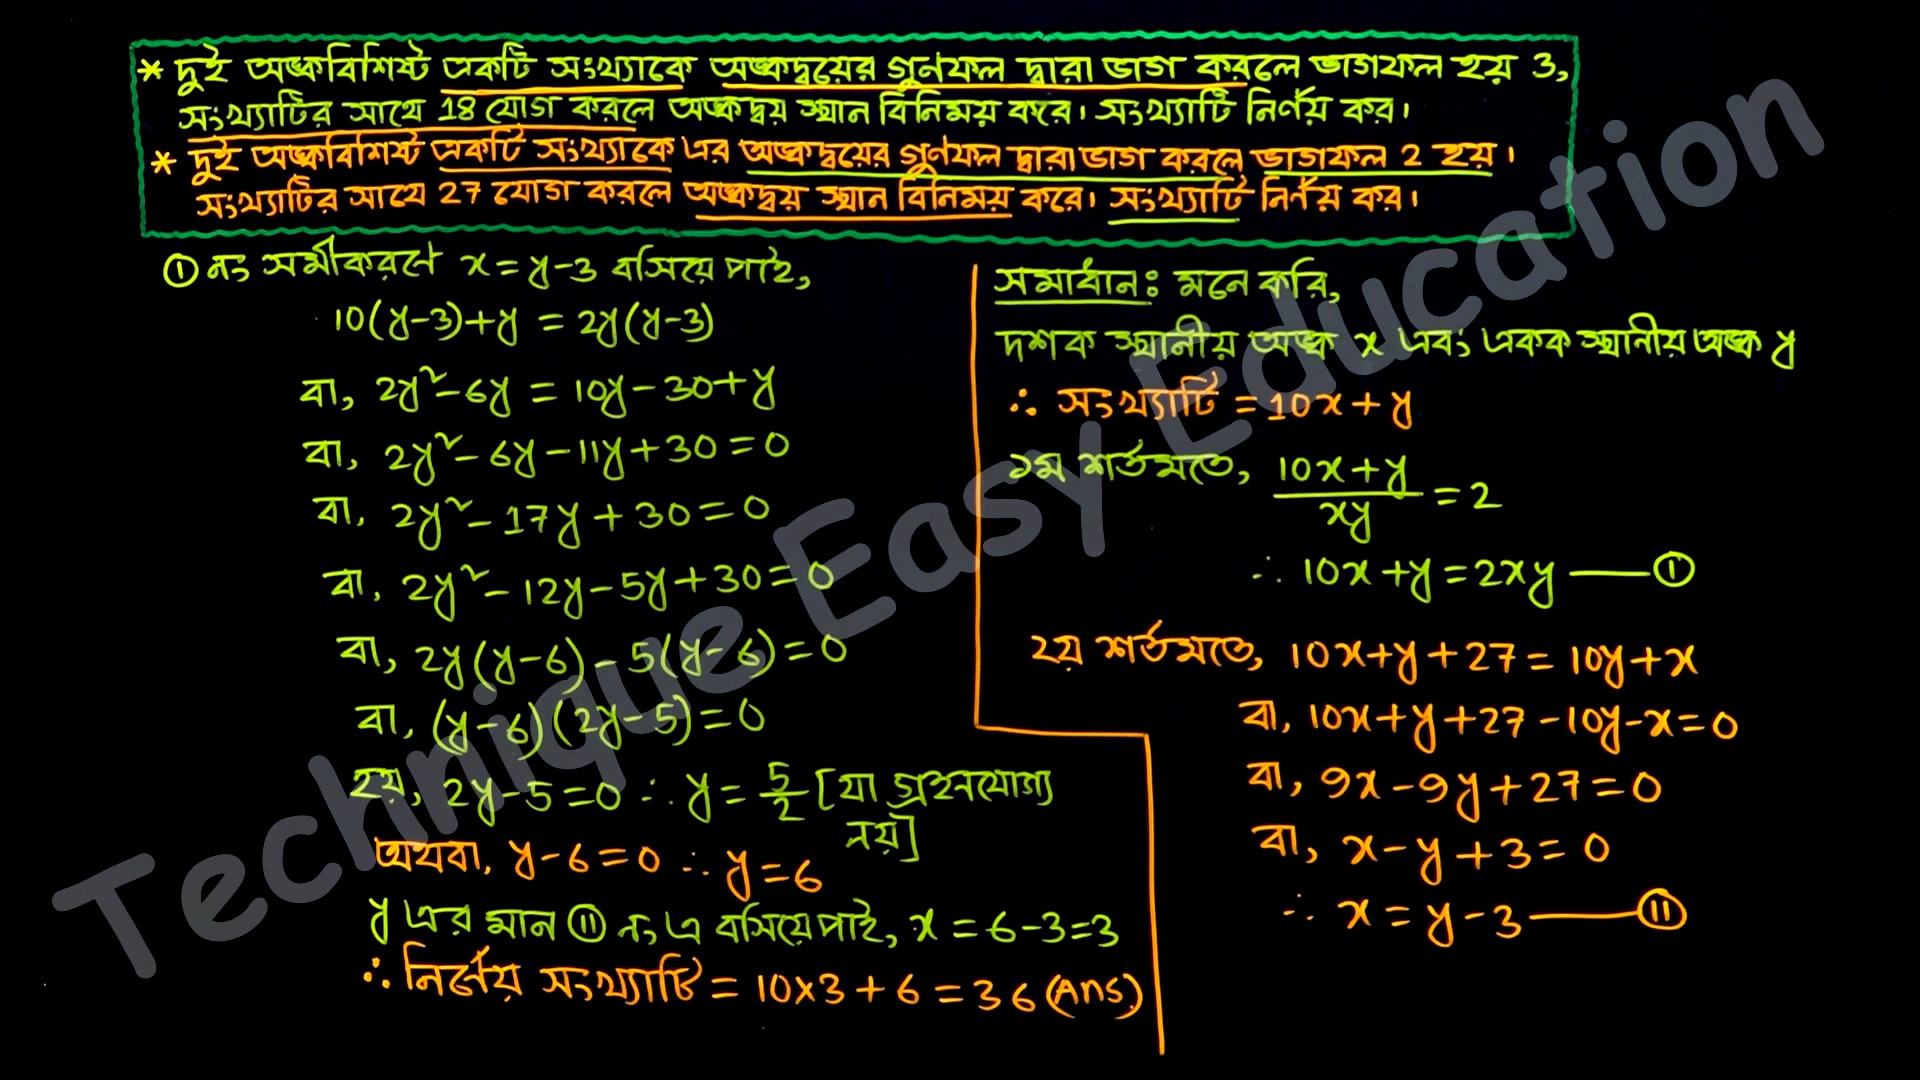 * দুই অঙ্কবিশিষ্ট একটি সংখ্যাকে অঙ্কদ্বয়ের গুণফল দ্বারা ভাগ করলে ভাগফল হয় 3,
সংখ্যাটির সাথে 18 যোগ করলে অঙ্কদ্বয় স্থান বিনিময় করে। সংখ্যাটি নির্ণয় কর।
* দুই অঙ্কবিশিষ্ট একটি সংখ্যাকে এর অঙ্কদ্বয়ের গুণফল দ্বারা ভাগ করলে ভাগফল 2 হয়।
সংখ্যাটির সাথে 27 যোগ করলে অঙ্কদ্বয় স্থান বিনিময় করে। সংখ্যাটি নির্ণয় কর।
সমাধান: মনে করি,
দশক স্থানীয় অঙ্ক x এবং একক স্থানীয় অঙ্ক y
∴ সংখ্যাটি = 10x + y
১ম শর্তমতে, (10x + y)/xy = 2
∴ 10x + y = 2xy —— (i)
২য় শর্তমতে, 10x + y + 27 = 10y + x
বা, 10x + y + 27 - 10y - x = 0
বা, 9x - 9y + 27 = 0
বা, x - y + 3 = 0
∴ x = y - 3 —— (ii)
(i) নং সমীকরণে x = y - 3 বসিয়ে পাই,
10(y-3) + y = 2y(y-3)
বা, 2y² - 6y = 10y - 30 + y
বা, 2y² - 6y - 11y + 30 = 0
বা, 2y² - 17y + 30 = 0
বা, 2y² - 12y - 5y + 30 = 0
বা, 2y(y-6) - 5(y-6) = 0
বা, (y-6)(2y-5) = 0
হয়, 2y - 5 = 0 ∴ y = 5/2 [যা গ্রহনযোগ্য
নয়]
অথবা, y - 6 = 0 ∴ y = 6
y এর মান (ii) নং এ বসিয়ে পাই, x = 6 - 3 = 3
∴ নির্ণেয় সংখ্যাটি = 10×3 + 6 = 36 (Ans)
Technique Easy Education